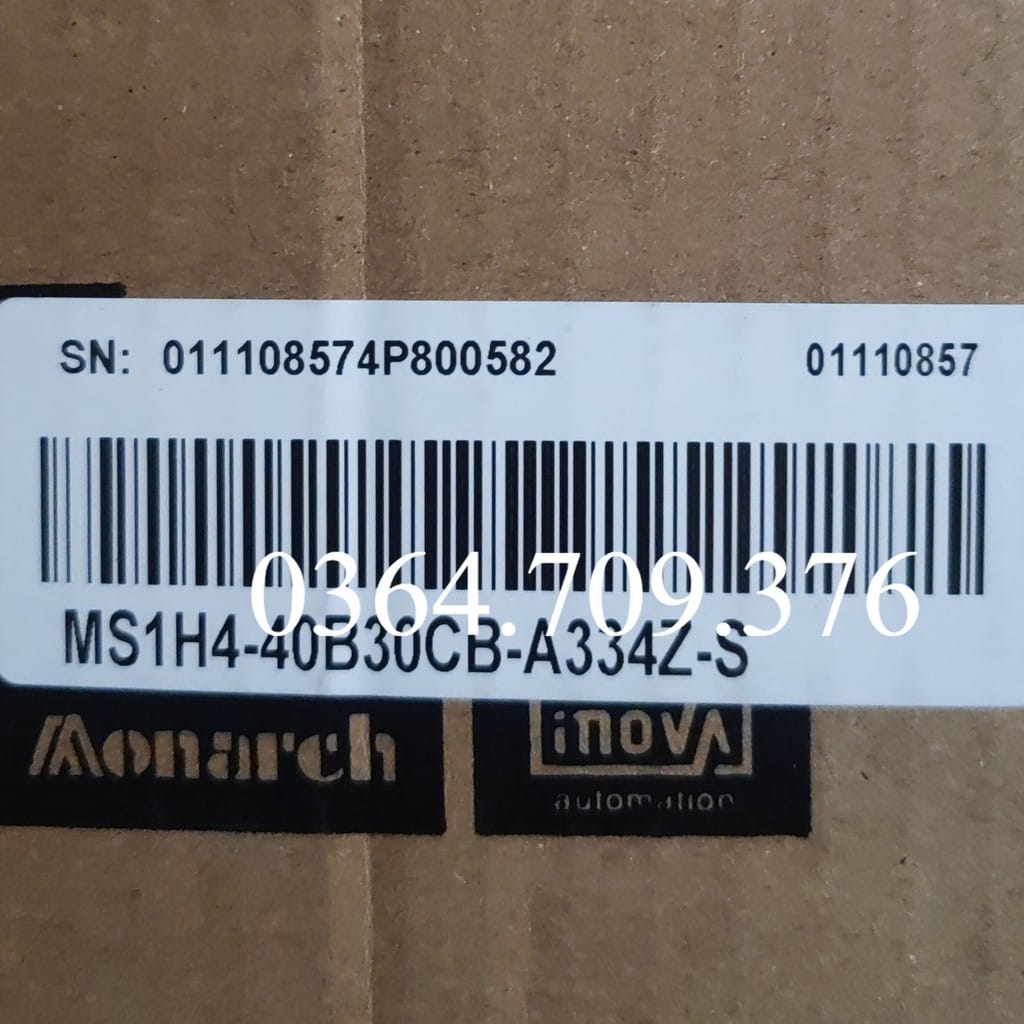 SN: 011108574P800582 01110857
0364.709.376
MS1H4-40B30CB-A334Z-S
Monarch
inova
automation